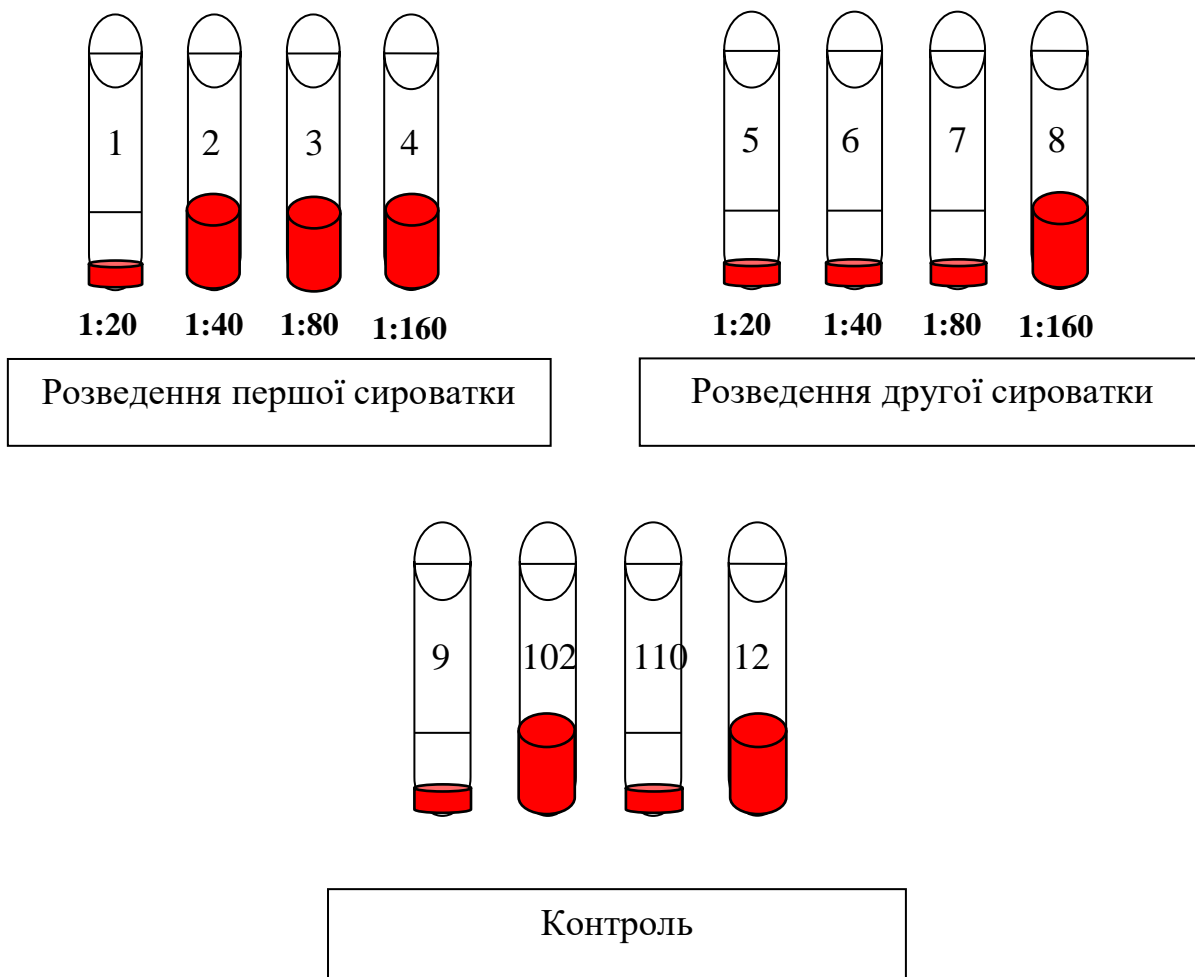 1 2 3 4
1:20 1:40 1:80 1:160
Розведення першої сироватки
5 6 7 8
1:20 1:40 1:80 1:160
Розведення другої сироватки
9 102 110 12
Контроль